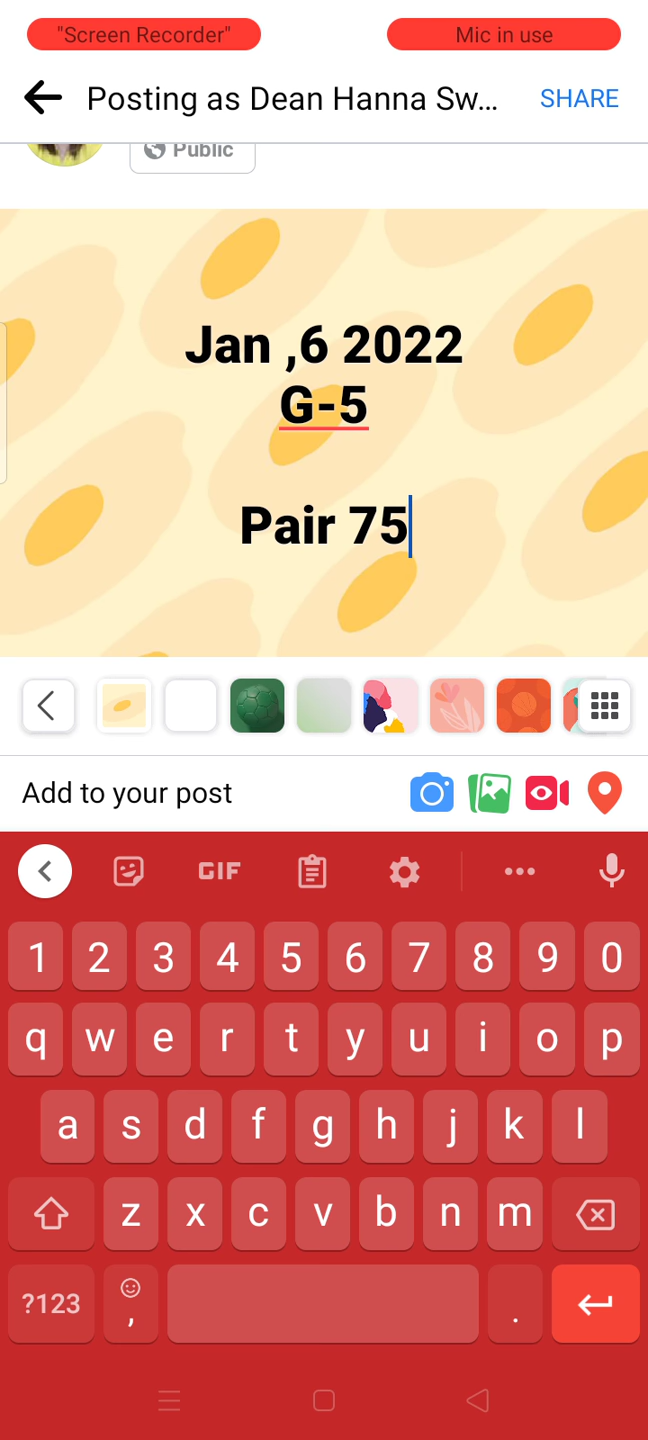 "Screen Recorder" Mic in use
Posting as Dean Hanna Sw... SHARE
Public
Jan ,6 2022
G-5
Pair 75
Add to your post
GIF
1 2 3 4 5 6 7 8 9 0
q w e r t y u i o p
a s d f g h j k l
z x c v b n m
?123 , .